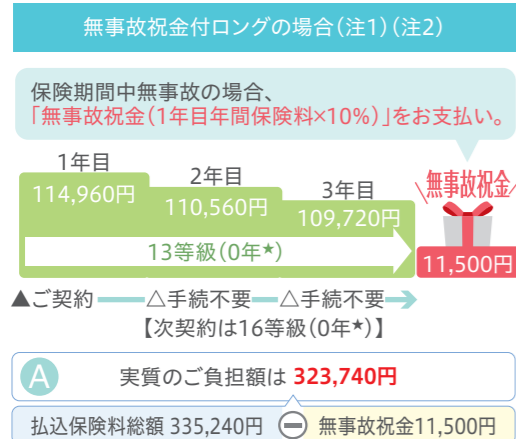 無事故祝金付ロングの場合(注1)(注2)
保険期間中無事故の場合、
「無事故祝金(1年目年間保険料×10%)」をお支払い。
1年目
2年目
3年目
無事故祝金
114,960円
110,560円
109,720円
13等級(0年★)
11,500円
▲ご契約 △手続不要 △手続不要
【次契約は16等級(0年★)】
A 実質のご負担額は 323,740円
払込保険料総額 335,240円 ⊖ 無事故祝金11,500円